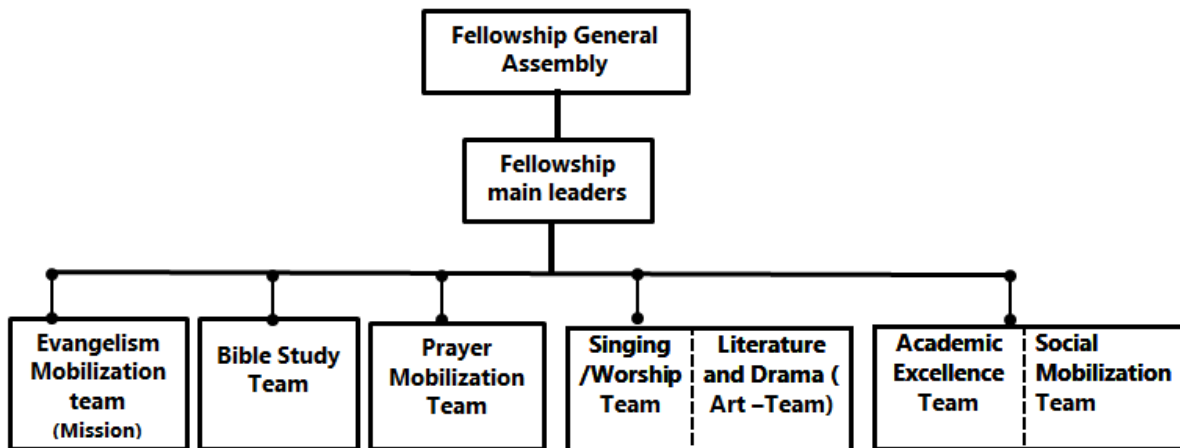 Fellowship General
Assembly
Fellowship
main leaders
Evangelism
Mobilization
team
(Mission)
Bible Study
Team
Prayer
Mobilization
Team
Singing
/Worship
Team
Literature
and Drama (
Art –Team)
Academic
Excellence
Team
Social
Mobilization
Team